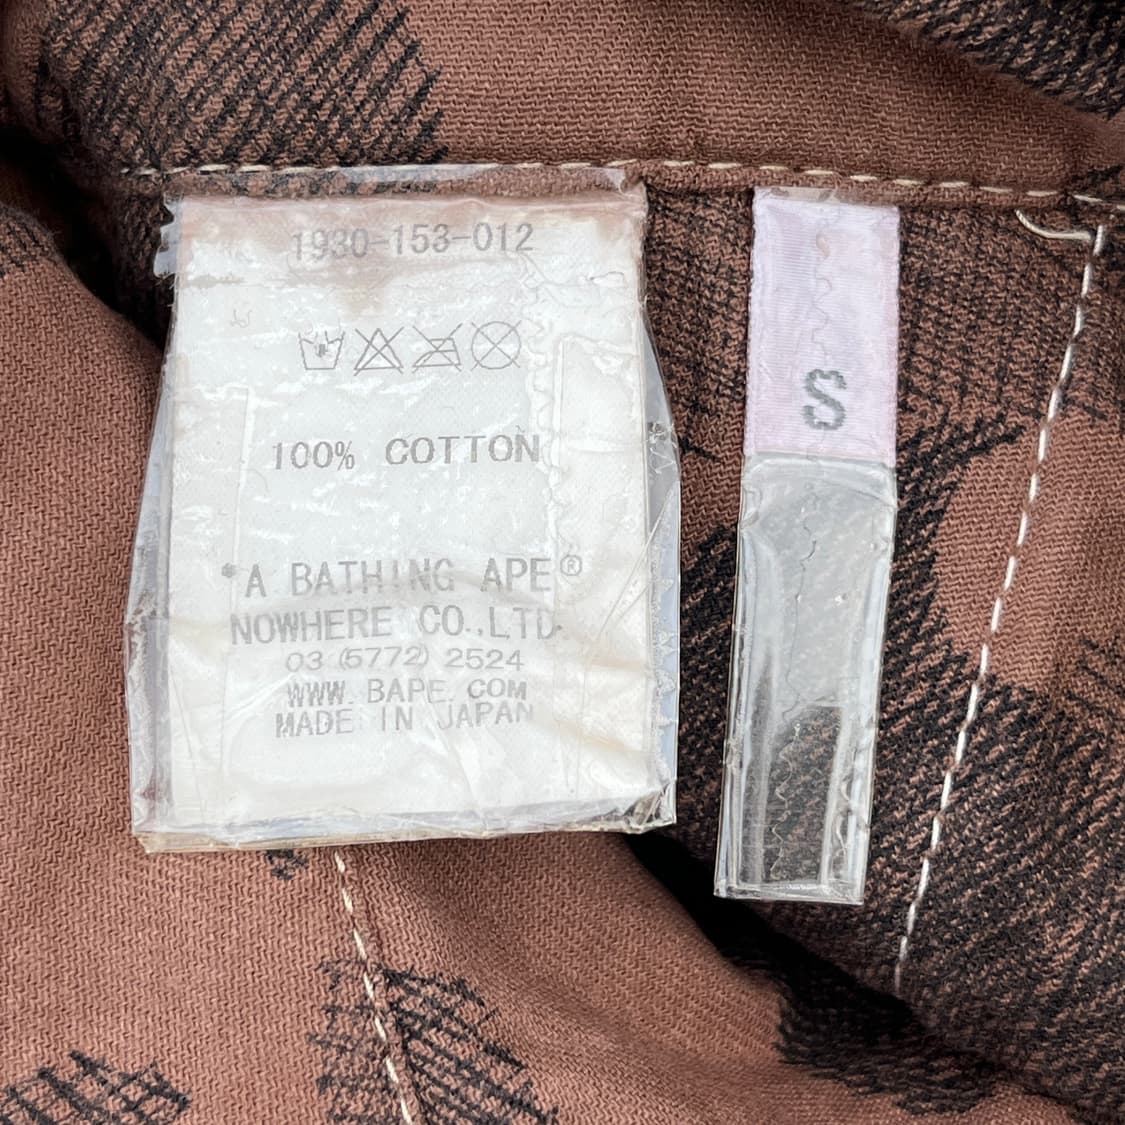 1930-153-012
100% COTTON
A BATHING APE®
NOWHERE CO.,LTD.
03 (5772) 2524
WWW. BAPE. COM
MADE IN JAPAN
S